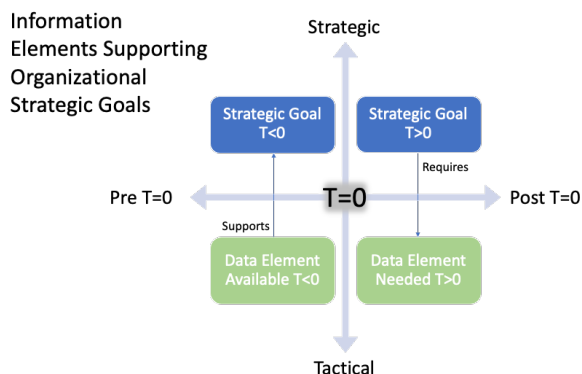 Information
Elements Supporting
Organizational
Strategic Goals
Strategic
Strategic Goal
T<0
Strategic Goal
T>0
Requires
Pre T=0
T=0
Post T=0
Supports
Data Element
Available T<0
Data Element
Needed T>0
Tactical